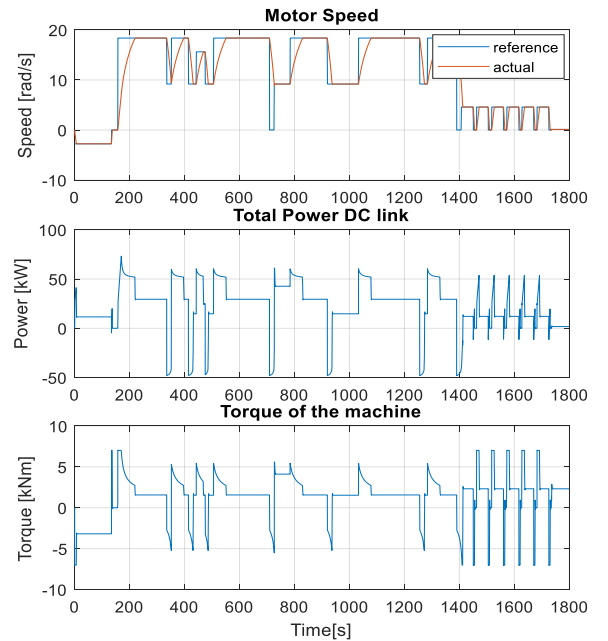 Motor Speed
20
10
0
-10
Speed [rad/s]
reference
actual
0 200 400 600 800 1000 1200 1400 1600 1800
Total Power DC link
100
50
0
-50
Power [kW]
0 200 400 600 800 1000 1200 1400 1600 1800
Torque of the machine
10
5
0
-5
-10
Torque [kNm]
0 200 400 600 800 1000 1200 1400 1600 1800
Time[s]